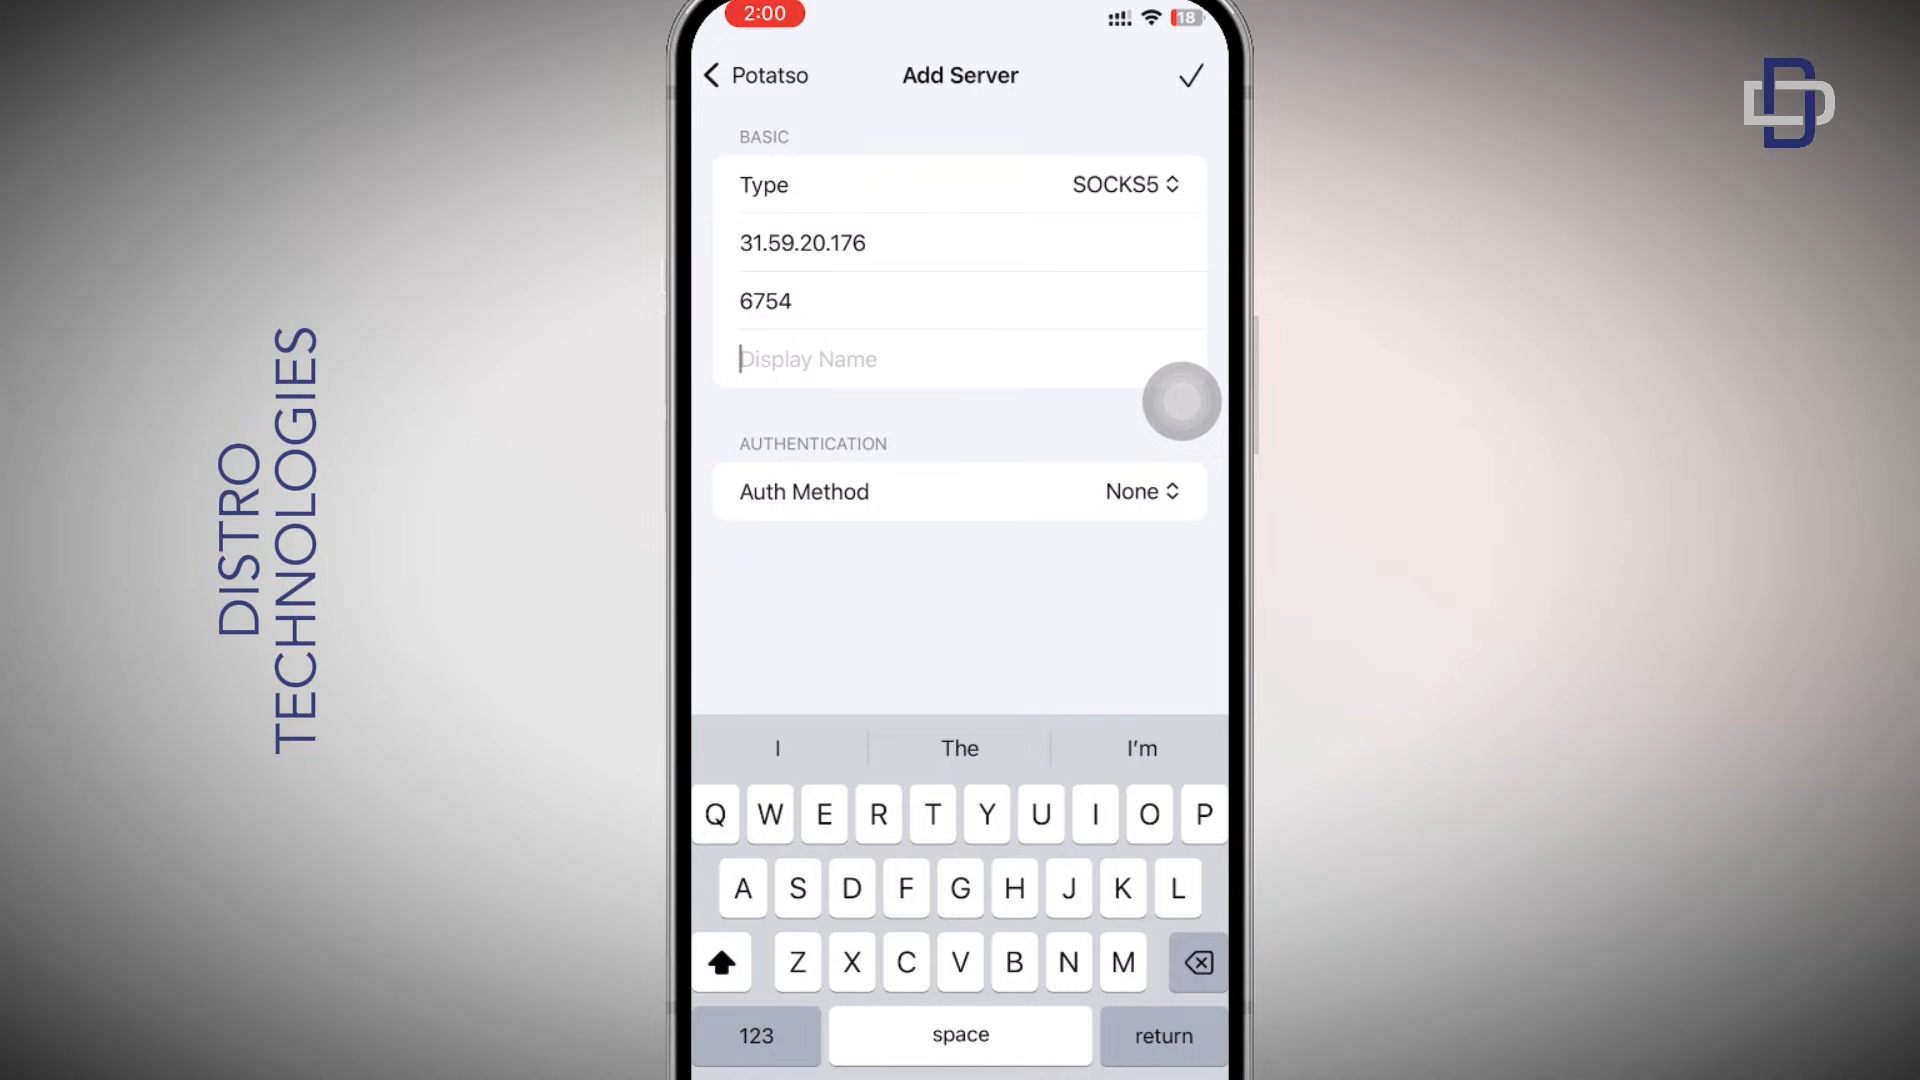 2:00
18
Potatso
Add Server
BASIC
Type
SOCKS5
31.59.20.176
6754
Display Name
AUTHENTICATION
Auth Method
None
I
The
I'm
Q W E R T Y U I O P
A S D F G H J K L
Z X C V B N M
123
space
return
DISTRO
TECHNOLOGIES